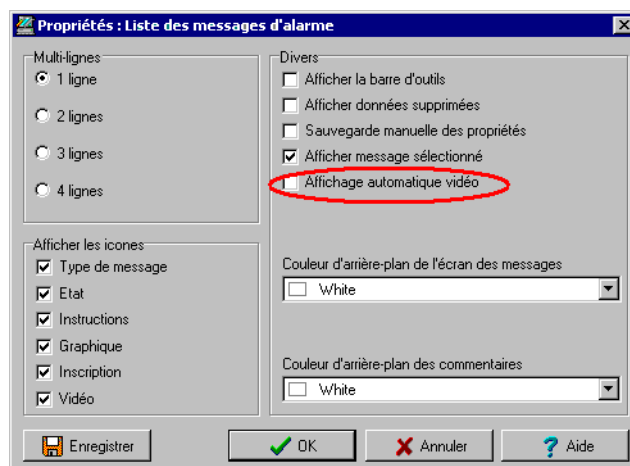 Propriétés : Liste des messages d'alarme
Multi-lignes
1 ligne
2 lignes
3 lignes
4 lignes
Afficher les icones
Type de message
Etat
Instructions
Graphique
Inscription
Vidéo
Divers
Afficher la barre d'outils
Afficher données supprimées
Sauvegarde manuelle des propriétés
Afficher message sélectionné
Affichage automatique vidéo
Couleur d'arrière-plan de l'écran des messages
White
Couleur d'arrière-plan des commentaires
White
Enregistrer
OK
Annuler
Aide